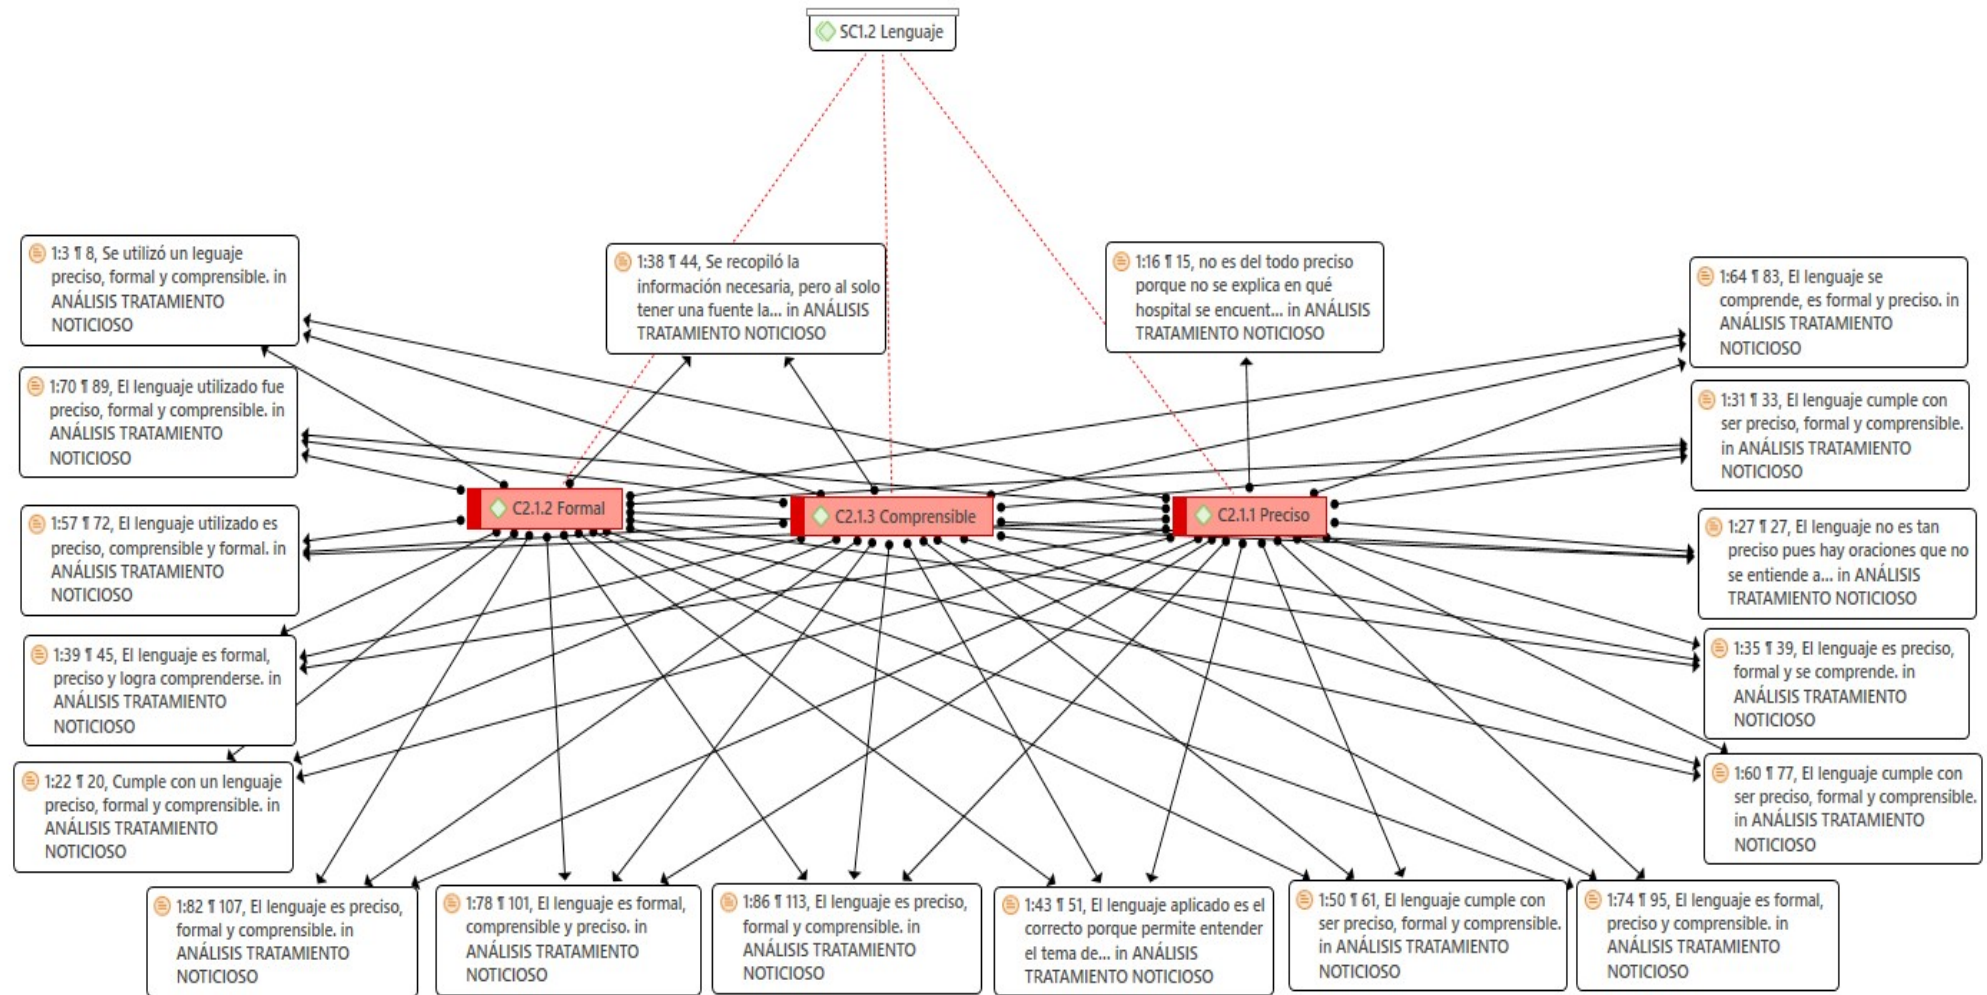 SC1.2 Lenguaje
1:3 ¶ 8, Se utilizó un leguaje
preciso, formal y comprensible. in
ANÁLISIS TRATAMIENTO
NOTICIOSO
1:38 ¶ 44, Se recopiló la
información necesaria, pero al solo
tener una fuente la... in ANÁLISIS
TRATAMIENTO NOTICIOSO
1:16 ¶ 15, no es del todo preciso
porque no se explica en qué
hospital se encuent... in ANÁLISIS
TRATAMIENTO NOTICIOSO
1:64 ¶ 83, El lenguaje se
comprende, es formal y preciso. in
ANÁLISIS TRATAMIENTO
NOTICIOSO
1:70 ¶ 89, El lenguaje utilizado fue
preciso, formal y comprensible. in
ANÁLISIS TRATAMIENTO
NOTICIOSO
1:31 ¶ 33, El lenguaje cumple con
ser preciso, formal y comprensible.
in ANÁLISIS TRATAMIENTO
NOTICIOSO
C2.1.2 Formal
C2.1.3 Comprensible
C2.1.1 Preciso
1:57 ¶ 72, El lenguaje utilizado es
preciso, comprensible y formal. in
ANÁLISIS TRATAMIENTO
NOTICIOSO
1:27 ¶ 27, El lenguaje no es tan
preciso pues hay oraciones que no
se entiende a... in ANÁLISIS
TRATAMIENTO NOTICIOSO
1:39 ¶ 45, El lenguaje es formal,
preciso y logra comprenderse. in
ANÁLISIS TRATAMIENTO
NOTICIOSO
1:35 ¶ 39, El lenguaje es preciso,
formal y se comprende. in
ANÁLISIS TRATAMIENTO
NOTICIOSO
1:22 ¶ 20, Cumple con un lenguaje
preciso, formal y comprensible. in
ANÁLISIS TRATAMIENTO
NOTICIOSO
1:60 ¶ 77, El lenguaje cumple con
ser preciso, formal y comprensible.
in ANÁLISIS TRATAMIENTO
NOTICIOSO
1:82 ¶ 107, El lenguaje es preciso,
formal y comprensible. in
ANÁLISIS TRATAMIENTO
NOTICIOSO
1:78 ¶ 101, El lenguaje es formal,
comprensible y preciso. in
ANÁLISIS TRATAMIENTO
NOTICIOSO
1:86 ¶ 113, El lenguaje es preciso,
formal y comprensible. in
ANÁLISIS TRATAMIENTO
NOTICIOSO
1:43 ¶ 51, El lenguaje aplicado es el
correcto porque permite entender
el tema de... in ANÁLISIS
TRATAMIENTO NOTICIOSO
1:50 ¶ 61, El lenguaje cumple con
ser preciso, formal y comprensible.
in ANÁLISIS TRATAMIENTO
NOTICIOSO
1:74 ¶ 95, El lenguaje es formal,
preciso y comprensible. in
ANÁLISIS TRATAMIENTO
NOTICIOSO